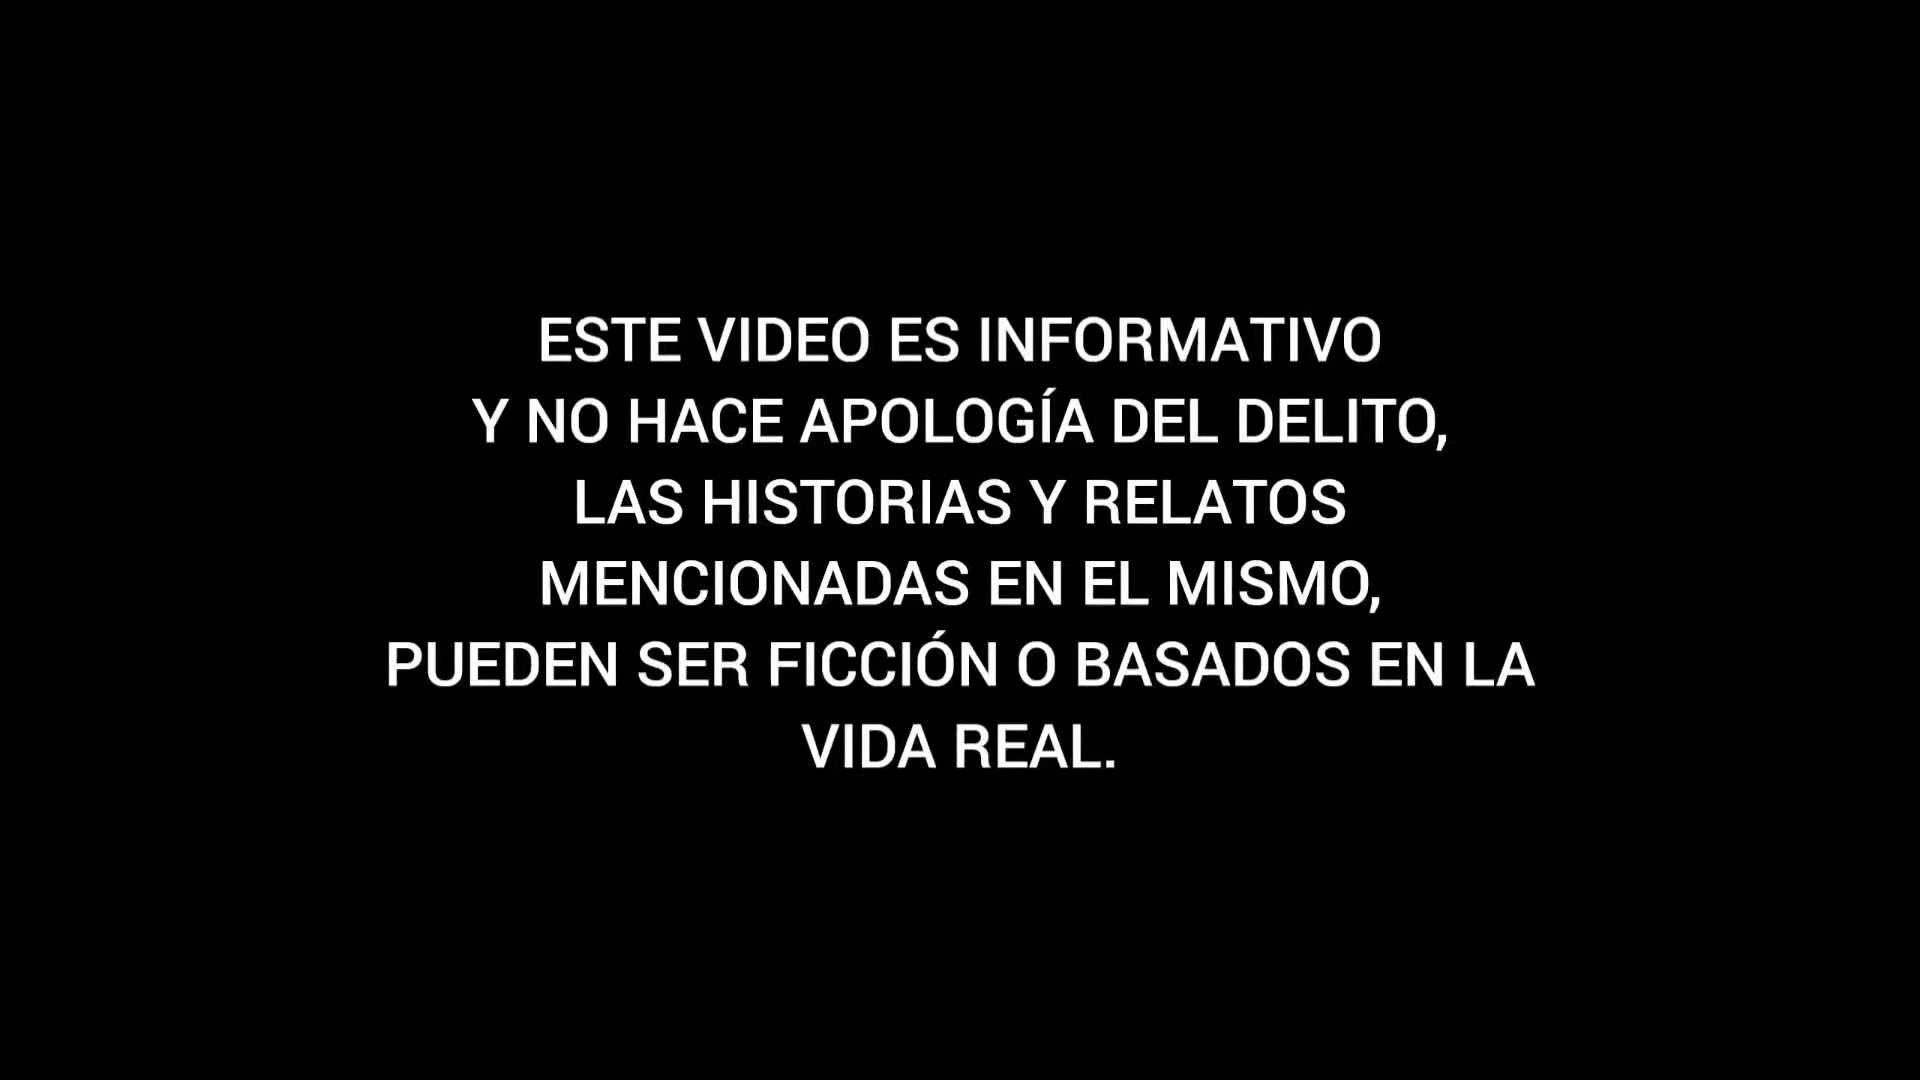 ESTE VIDEO ES INFORMATIVO
Y NO HACE APOLOGÍA DEL DELITO,
LAS HISTORIAS Y RELATOS
MENCIONADAS EN EL MISMO,
PUEDEN SER FICCIÓN O BASADOS EN LA
VIDA REAL.